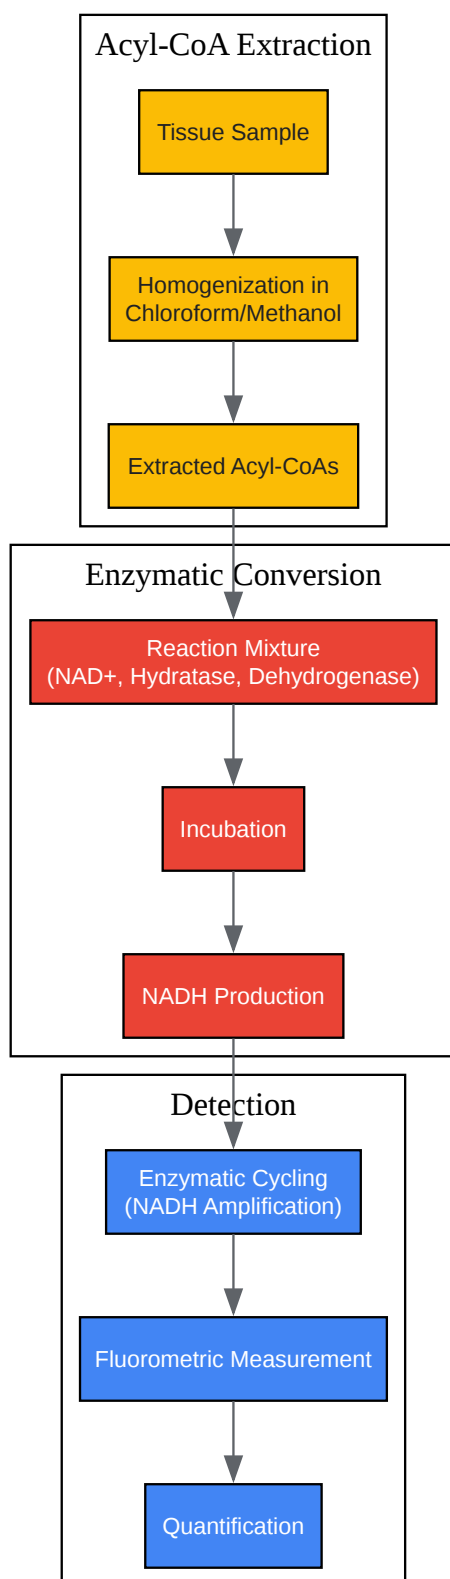 Acyl-CoA Extraction
Tissue Sample
Homogenization in
Chloroform/Methanol
Extracted Acyl-CoAs
Enzymatic Conversion
Reaction Mixture
(NAD+, Hydratase, Dehydrogenase)
Incubation
NADH Production
Detection
Enzymatic Cycling
(NADH Amplification)
Fluorometric Measurement
Quantification